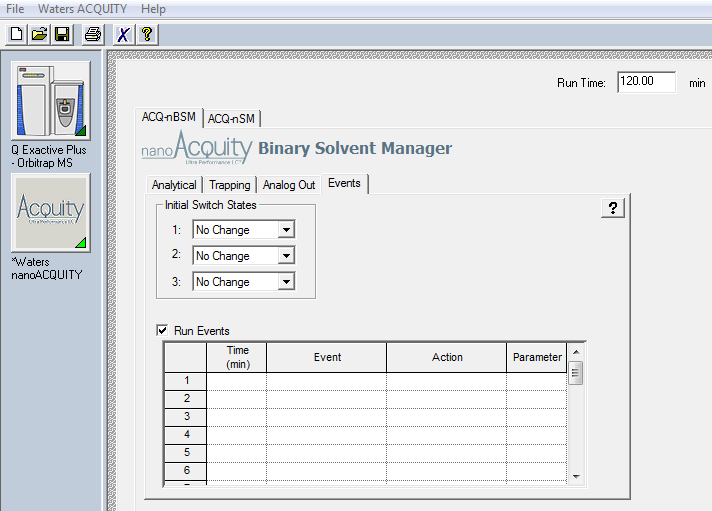 File Waters ACQUITY Help
Run Time: 120.00 min
ACQ-nBSM ACQ-nSM
Q Exactive Plus
- Orbitrap MS
nanoAcquity Binary Solvent Manager
Ultra Performance LC
Analytical Trapping Analog Out Events
Acquity
Ultra Performance LC
*Waters
nanoACQUITY
Initial Switch States
?
1: No Change
2: No Change
3: No Change
Run Events
Time
(min) Event Action Parameter
1
2
3
4
5
6